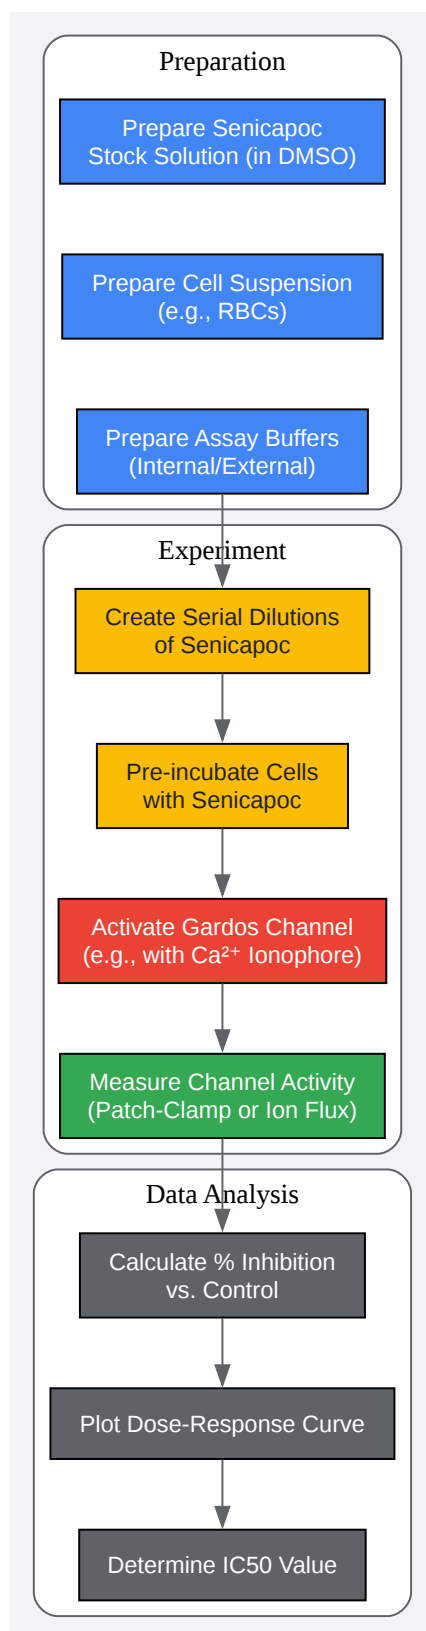 Preparation
Prepare Senicapoc
Stock Solution (in DMSO)
Prepare Cell Suspension
(e.g., RBCs)
Prepare Assay Buffers
(Internal/External)
Experiment
Create Serial Dilutions
of Senicapoc
Pre-incubate Cells
with Senicapoc
Activate Gardos Channel
(e.g., with Ca²⁺ Ionophore)
Measure Channel Activity
(Patch-Clamp or Ion Flux)
Data Analysis
Calculate % Inhibition
vs. Control
Plot Dose-Response Curve
Determine IC50 Value